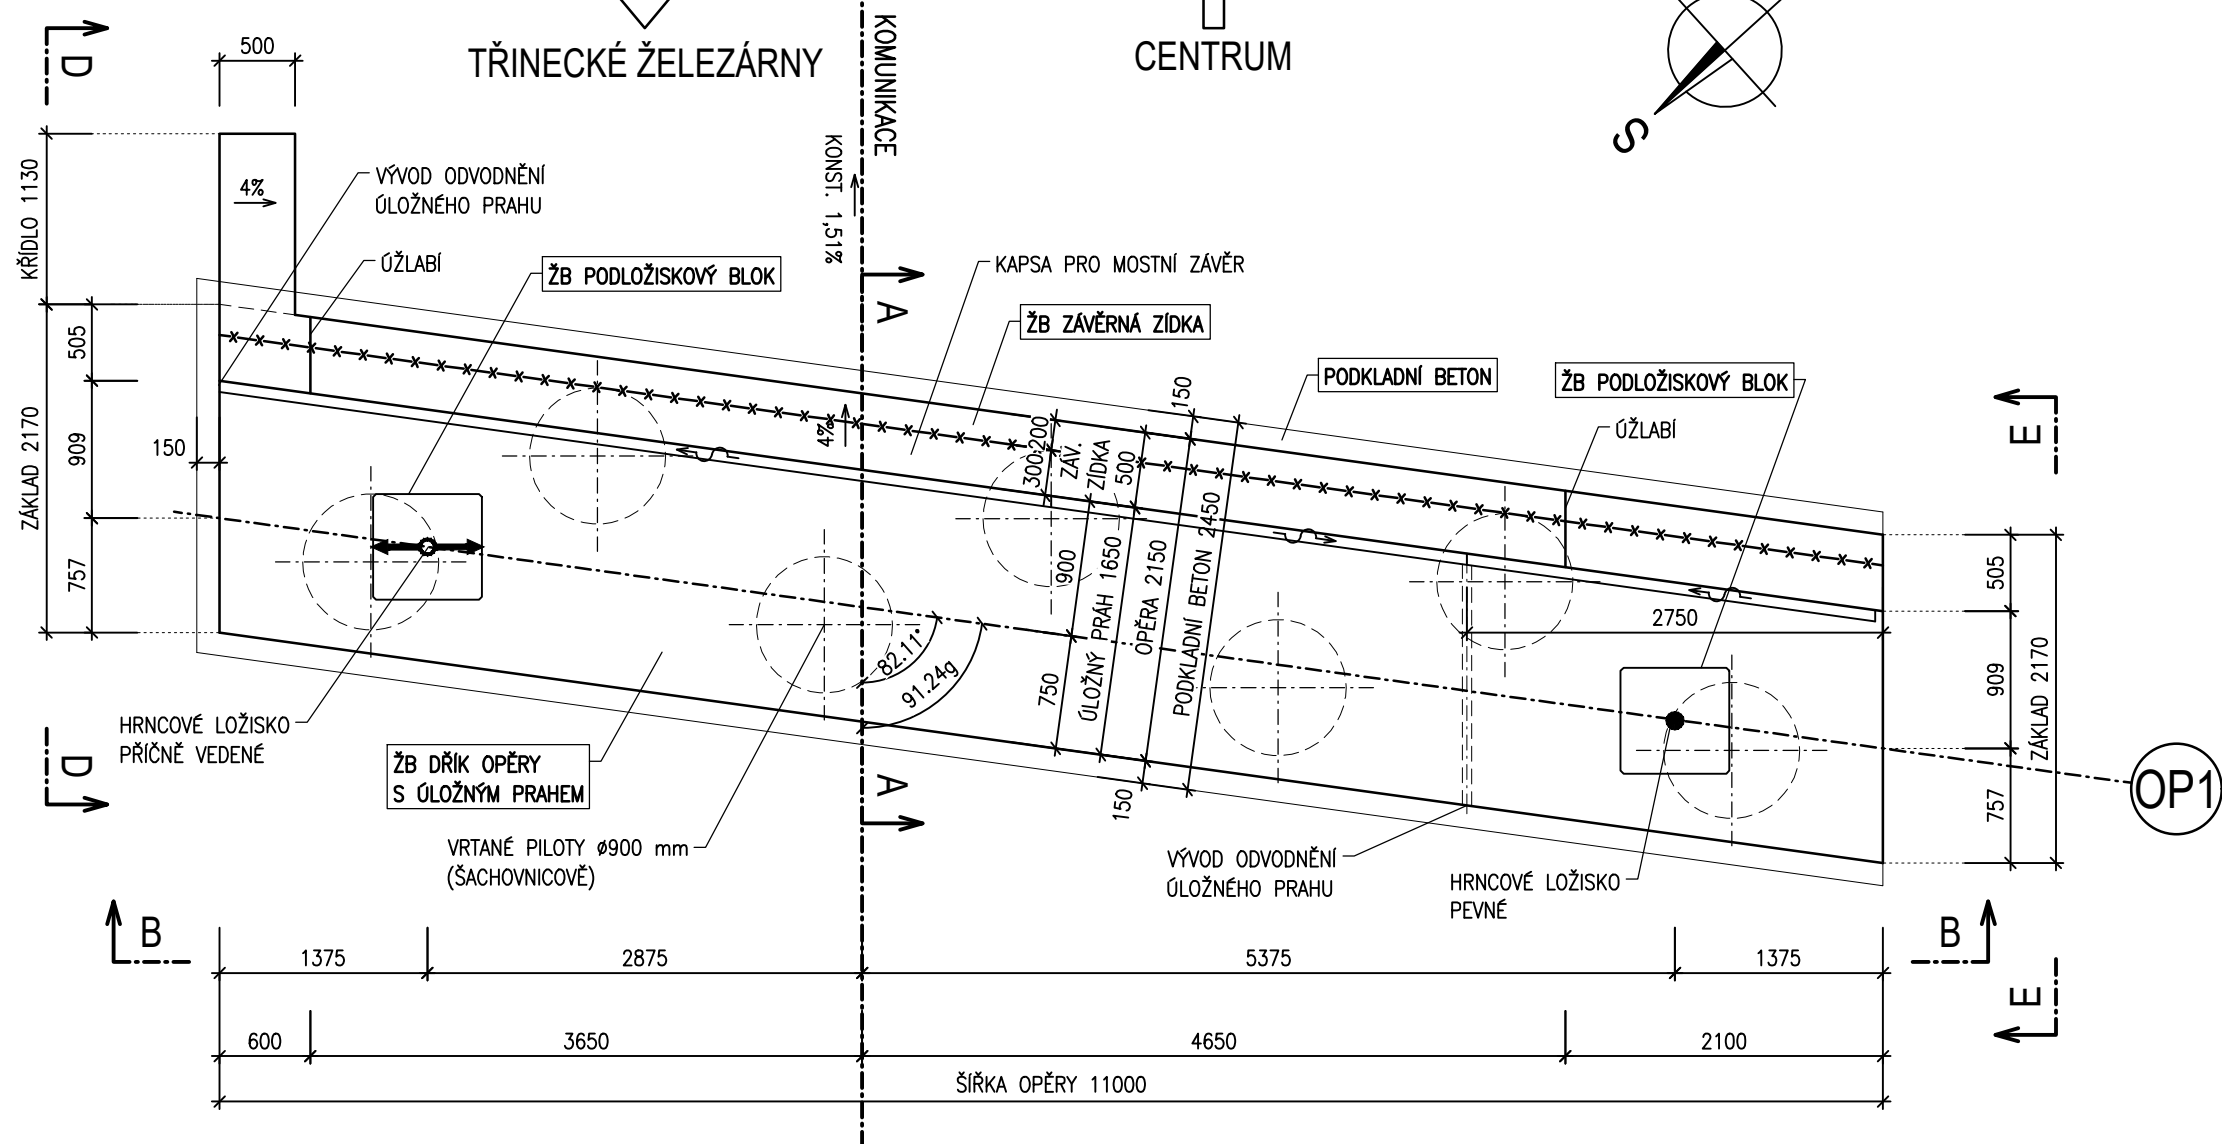 D
500
TŘINECKÉ ŽELEZÁRNY
KOMUNIKACE
CENTRUM
S
KŘÍDLO 1130
4%
VÝVOD ODVODNĚNÍ
ÚLOŽNÉHO PRAHU
KONST. 1,51%
ÚŽLABÍ
ŽB PODLOŽISKOVÝ BLOK
KAPSA PRO MOSTNÍ ZÁVĚR
A
ŽB ZÁVĚRNÁ ZÍDKA
PODKLADNÍ BETON
ŽB PODLOŽISKOVÝ BLOK
ÚŽLABÍ
E
505
909
757
ZÁKLAD 2170
150
4%
200
300
ZÁV.
ZÍDKA
500
150
900
750
ÚLOŽNÝ PRÁH 1650
OPĚRA 2150
PODKLADNÍ BETON 2450
150
2750
505
909
757
ZÁKLAD 2170
82.11°
91.24g
HRNCOVÉ LOŽISKO
PŘÍČNĚ VEDENÉ
D
ŽB DŘÍK OPĚRY
S ÚLOŽNÝM PRAHEM
A
OP1
VRTANÉ PILOTY ø900 mm
(ŠACHOVNICOVĚ)
VÝVOD ODVODNĚNÍ
ÚLOŽNÉHO PRAHU
HRNCOVÉ LOŽISKO
PEVNÉ
B
B
1375
2875
5375
1375
E
600
3650
4650
2100
ŠÍŘKA OPĚRY 11000